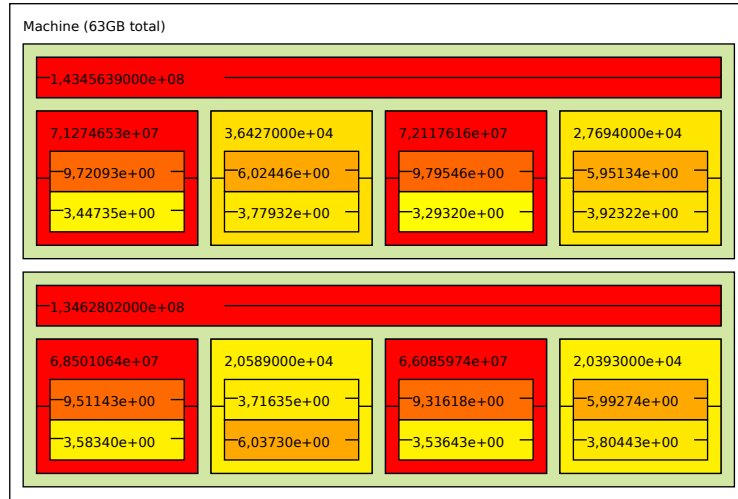 Machine (63GB total)
1,4345639000e+08
7,1274653e+07 3,6427000e+04 7,2117616e+07 2,7694000e+04
9,72093e+00 6,02446e+00 9,79546e+00 5,95134e+00
3,44735e+00 3,77932e+00 3,29320e+00 3,92322e+00
1,3462802000e+08
6,8501064e+07 2,0589000e+04 6,6085974e+07 2,0393000e+04
9,51143e+00 3,71635e+00 9,31618e+00 5,99274e+00
3,58340e+00 6,03730e+00 3,53643e+00 3,80443e+00